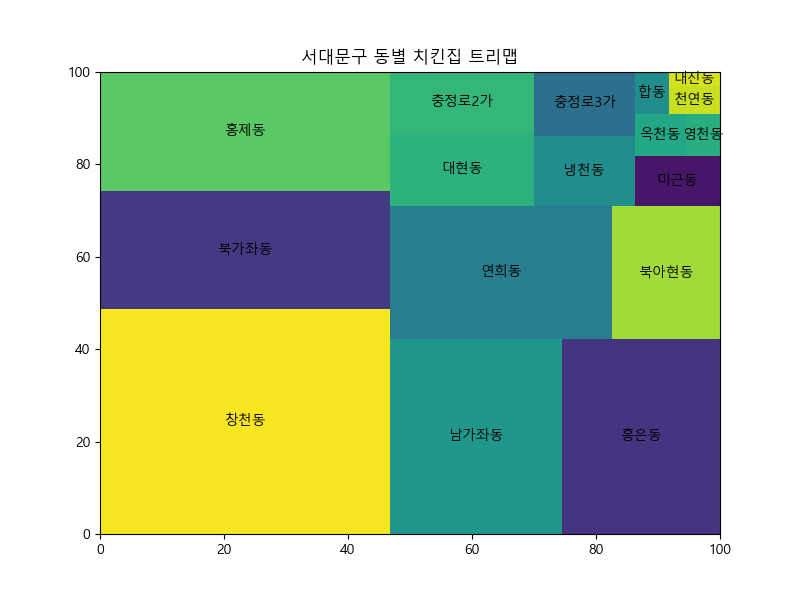 서대문구 동별 치킨집 트리맵
100
80
60
40
20
0
0 20 40 60 80 100
홍제동
북가좌동
창천동
충정로2가
대현동
충정로3가
냉천동
합동
대신동
천연동
옥천동 영천동
미근동
연희동
북아현동
남가좌동
홍은동